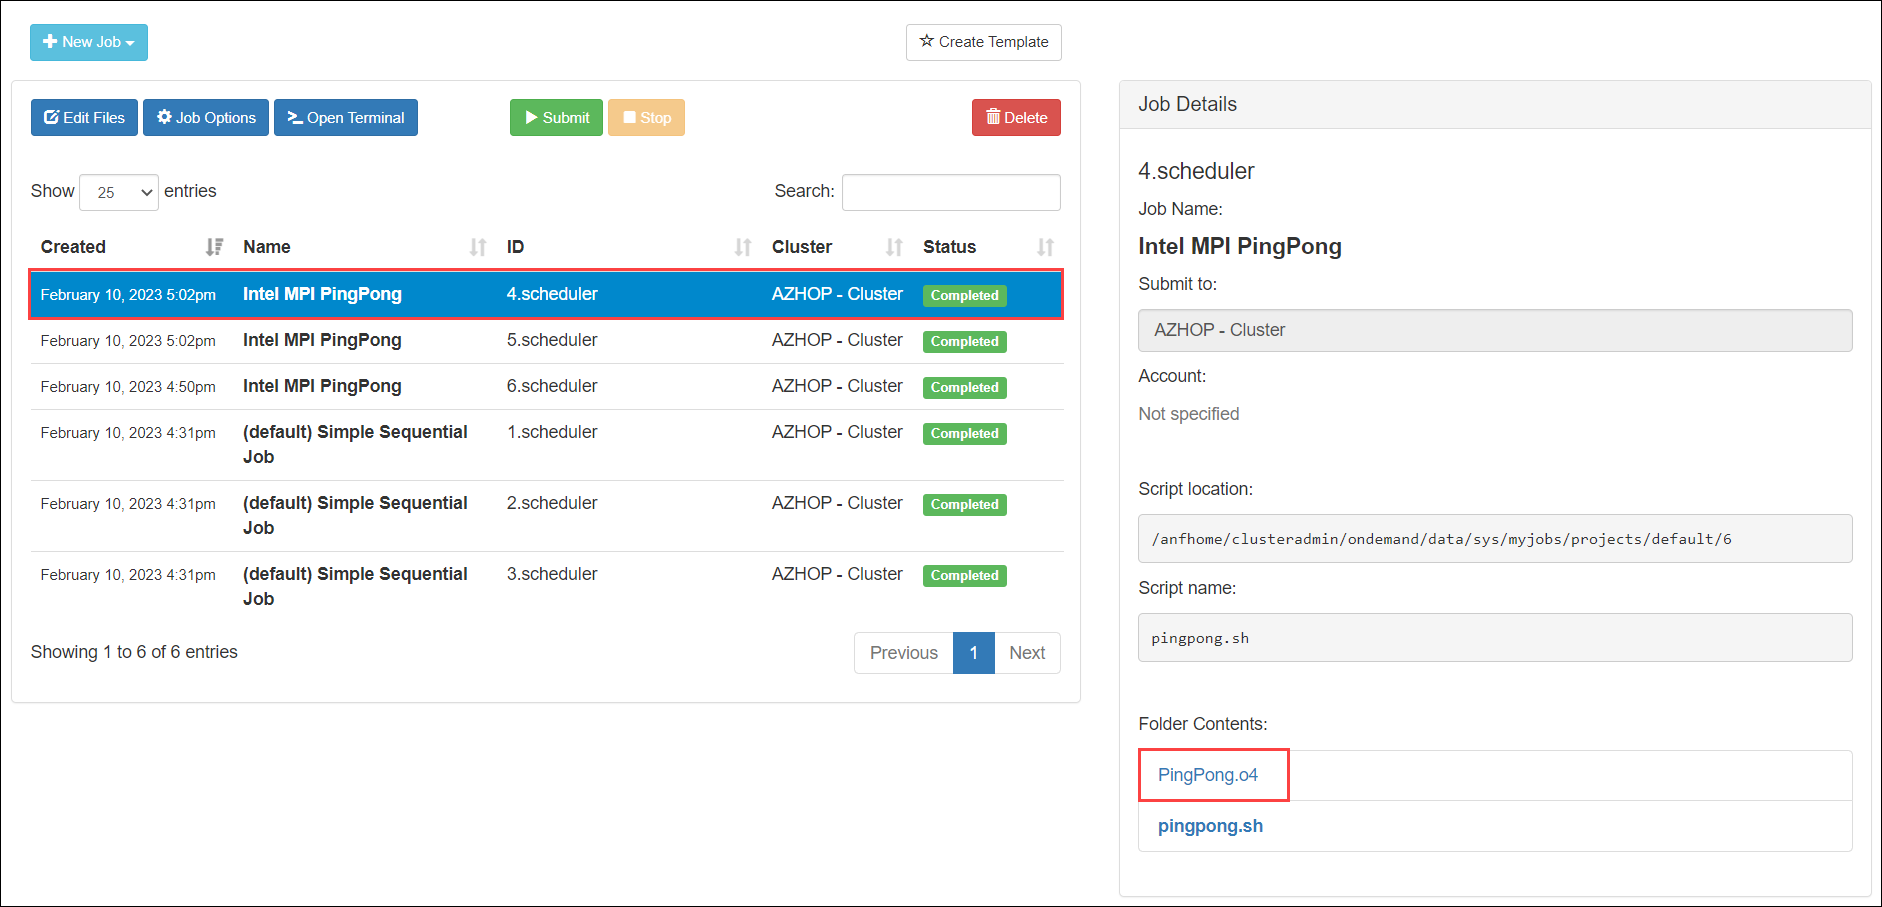 New Job
Create Template
Edit Files
Job Options
Open Terminal
Submit
Stop
Delete
Show 25 entries
Search:
Created Name ID Cluster Status
February 10, 2023 5:02pm Intel MPI PingPong 4.scheduler AZHOP - Cluster Completed
February 10, 2023 5:02pm Intel MPI PingPong 5.scheduler AZHOP - Cluster Completed
February 10, 2023 4:50pm Intel MPI PingPong 6.scheduler AZHOP - Cluster Completed
February 10, 2023 4:31pm (default) Simple Sequential 1.scheduler AZHOP - Cluster Completed
Job
February 10, 2023 4:31pm (default) Simple Sequential 2.scheduler AZHOP - Cluster Completed
Job
February 10, 2023 4:31pm (default) Simple Sequential 3.scheduler AZHOP - Cluster Completed
Job
Showing 1 to 6 of 6 entries
Previous 1 Next
Job Details
4.scheduler
Job Name:
Intel MPI PingPong
Submit to:
AZHOP - Cluster
Account:
Not specified
Script location:
/anfhome/clusteradmin/ondemand/data/sys/myjobs/projects/default/6
Script name:
pingpong.sh
Folder Contents:
PingPong.o4
pingpong.sh